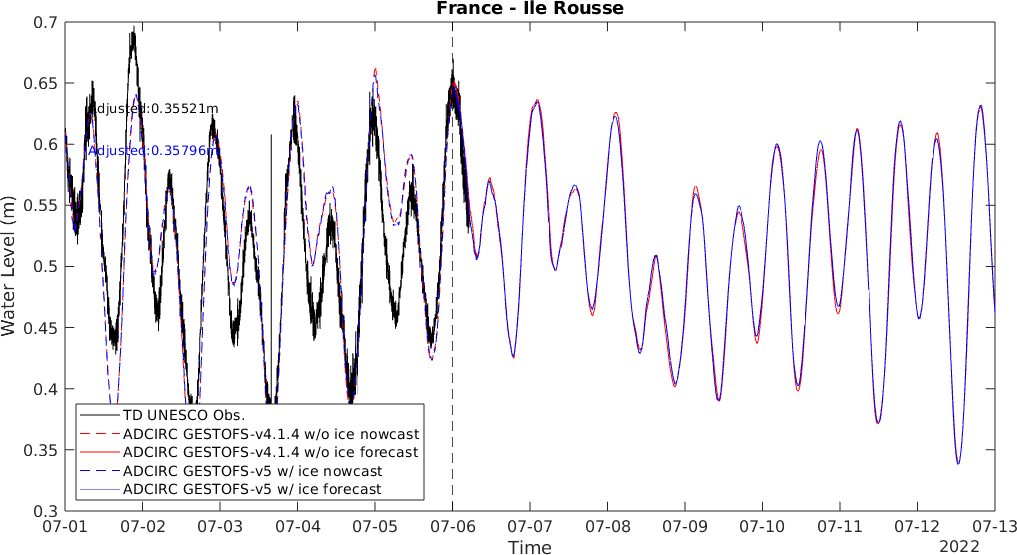 France - Ile Rousse
0.7
0.65
0.6
0.55
0.5
0.45
0.4
0.35
0.3
Water Level (m)
Adjusted:0.35521m
Adjusted:0.35796m
TD UNESCO Obs.
ADCIRC GESTOFS-v4.1.4 w/o ice nowcast
ADCIRC GESTOFS-v4.1.4 w/o ice forecast
ADCIRC GESTOFS-v5 w/ ice nowcast
ADCIRC GESTOFS-v5 w/ ice forecast
07-01 07-02 07-03 07-04 07-05 07-06 07-07 07-08 07-09 07-10 07-11 07-12 07-13
Time
2022